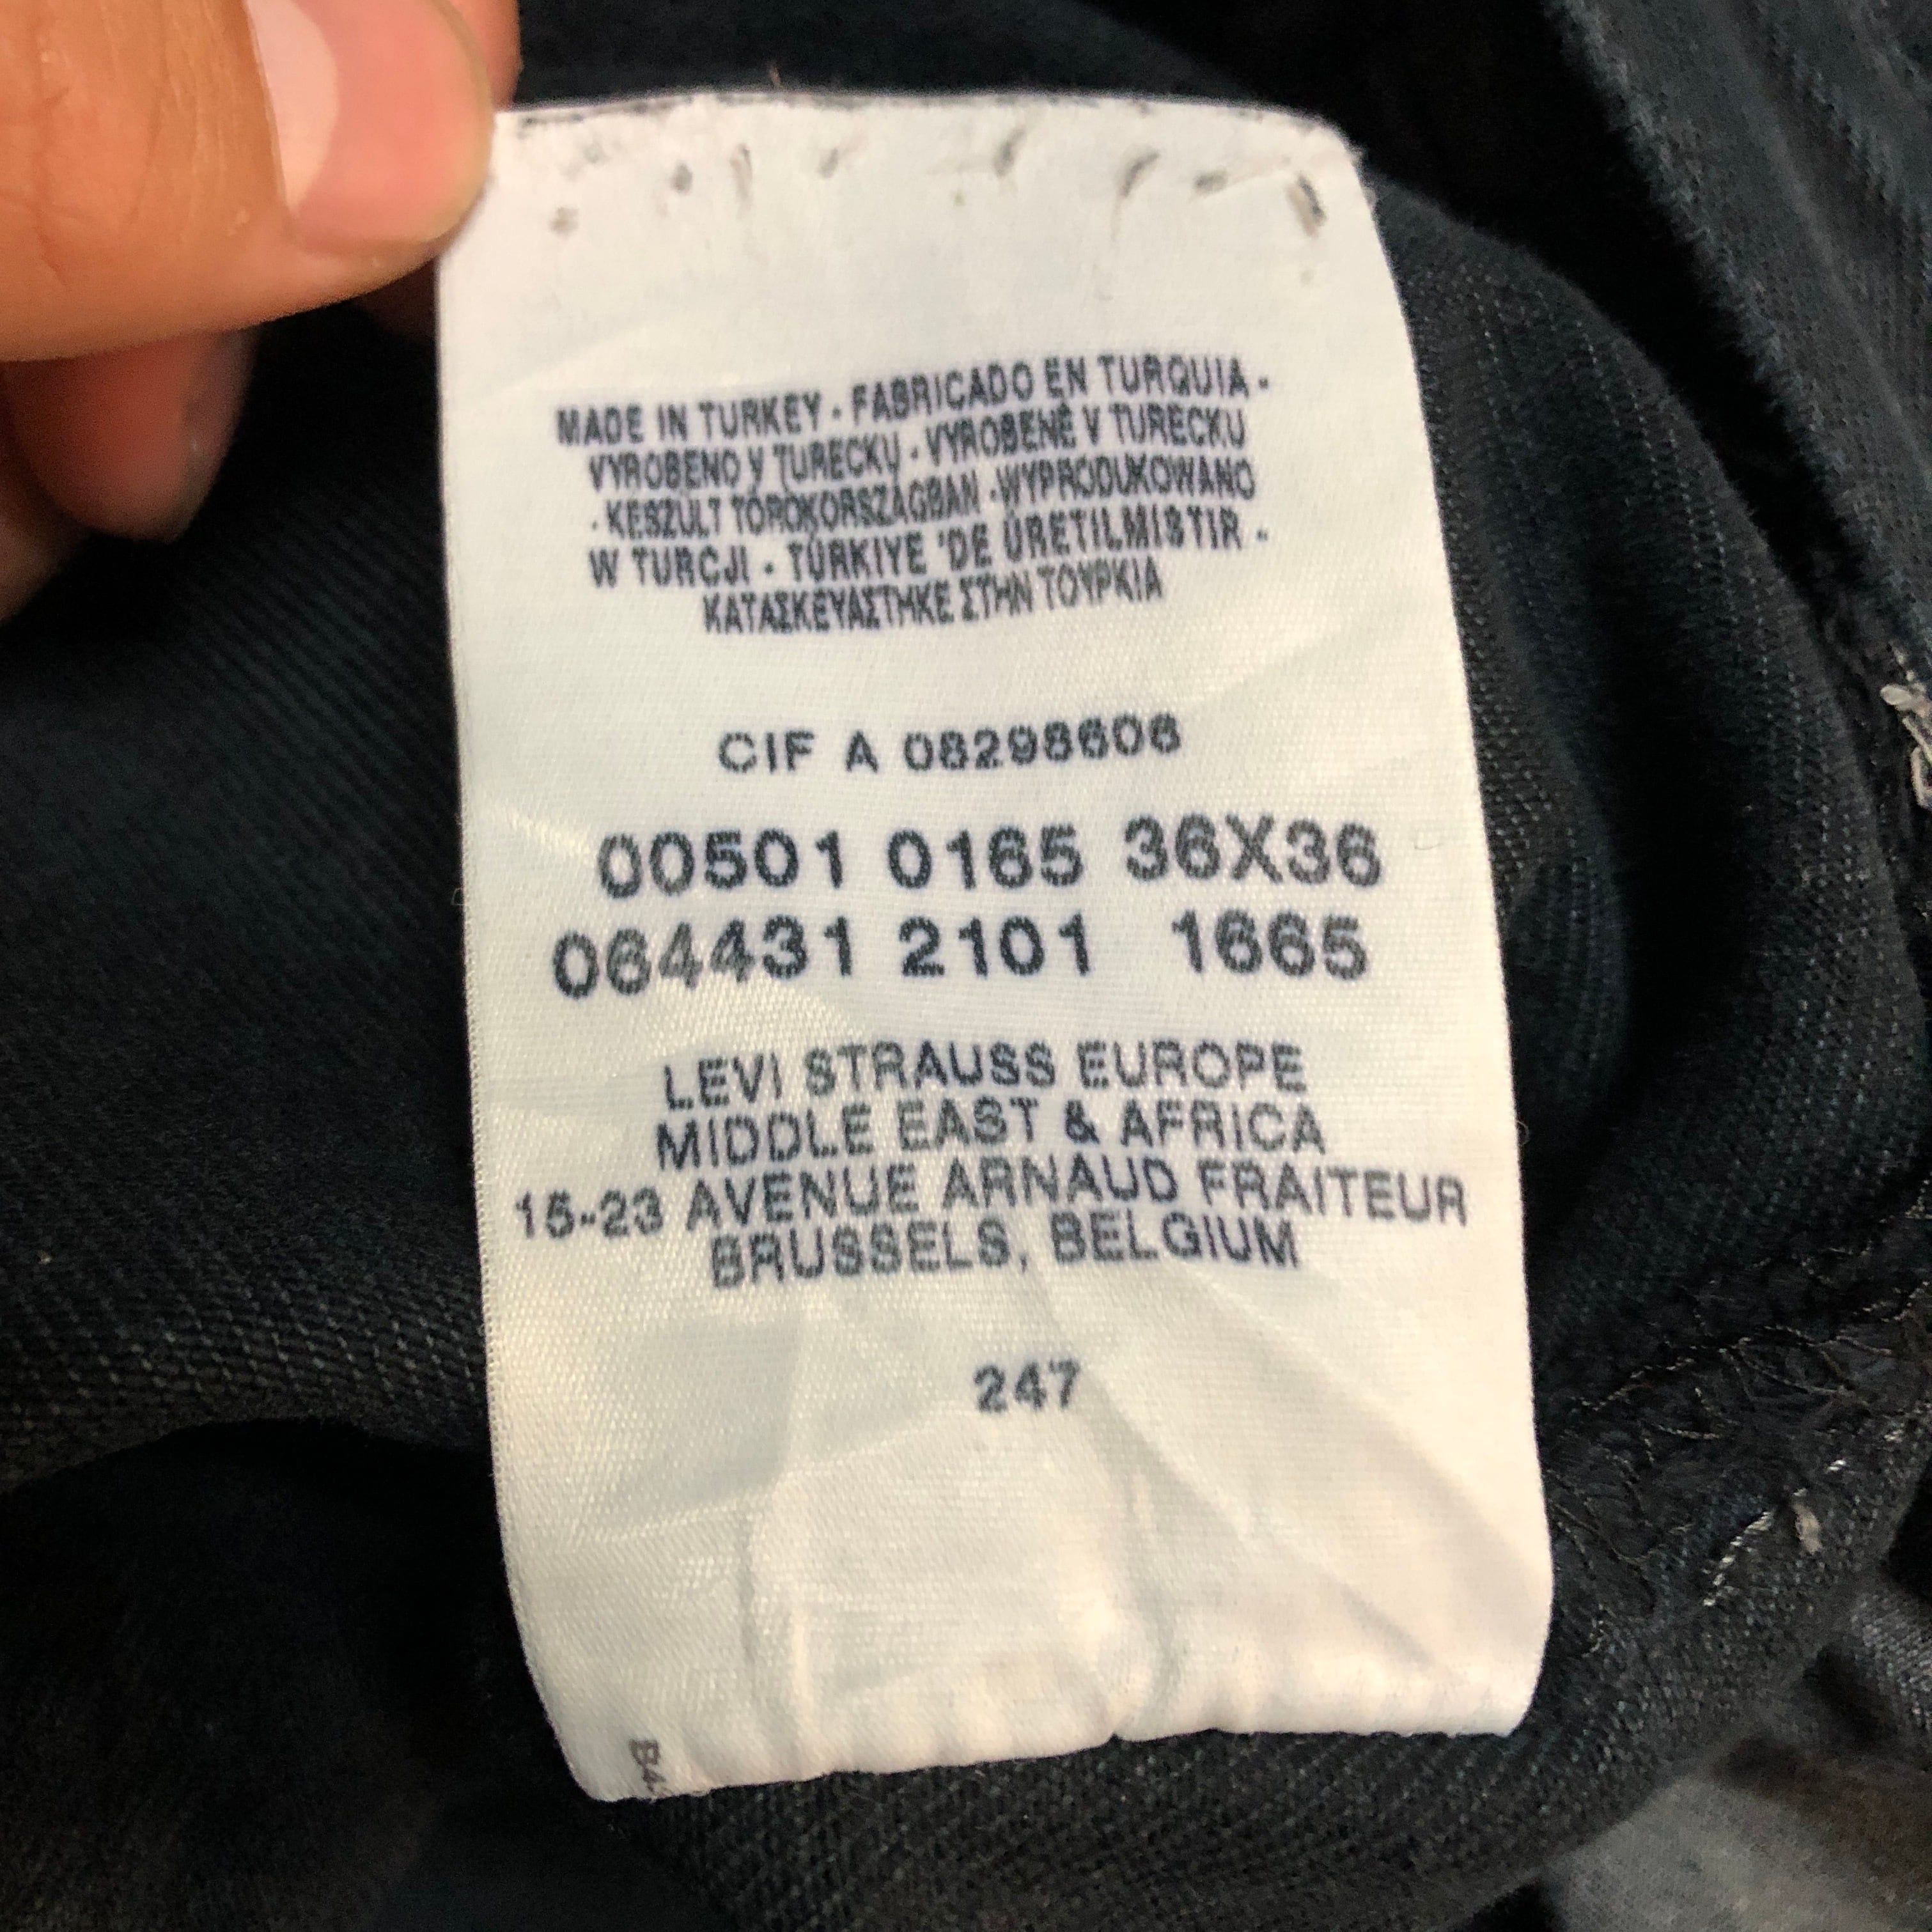 MADE IN TURKEY - FABRICADO EN TURQUIA -
VYROBENO V TURECKU - VYROBENÉ V TURECKU
- KESZÜLT TÖRÖKORSZÁGBAN - WYPRODUKOWANO
W TURCJI - TÜRKIYE 'DE ÜRETILMISTIR -
ΚΑΤΑΣΚΕΥΑΣΤΗΚΕ ΣΤΗΝ ΤΟΥΡΚΙΑ
CIF A 08298606
00501 0165 36X36
064431 2101 1665
LEVI STRAUSS EUROPE
MIDDLE EAST & AFRICA
15-23 AVENUE ARNAUD FRAITEUR
BRUSSELS, BELGIUM
247